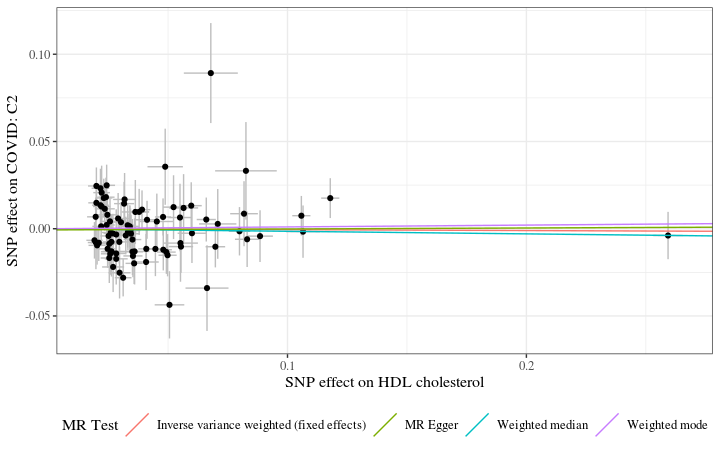 0.10
0.05
0.00
-0.05
SNP effect on COVID: C2
0.1
0.2
SNP effect on HDL cholesterol
MR Test
Inverse variance weighted (fixed effects)
MR Egger
Weighted median
Weighted mode